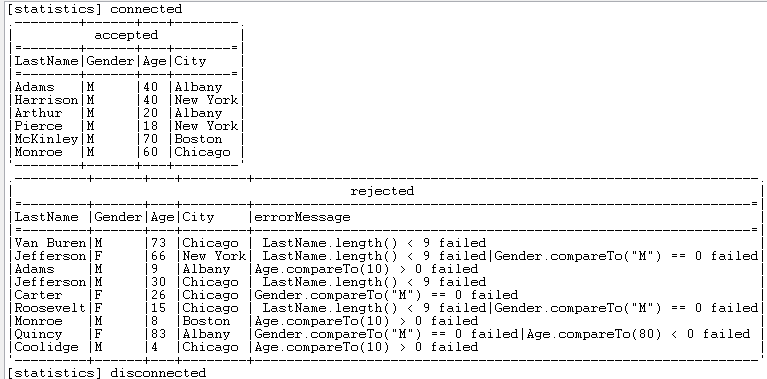 [statistics] connected
.--------+------+---+--------.
|          accepted          |
|=-------+------+---+-------=|
|LastName|Gender|Age|City    |
|=-------+------+---+-------=|
|Adams   |M     |40 |Albany  |
|Harrison|M     |40 |New York|
|Arthur  |M     |20 |Albany  |
|Pierce  |M     |18 |New York|
|McKinley|M     |70 |Boston  |
|Monroe  |M     |60 |Chicago |
'--------+------+---+--------'
.---------+------+---+--------+----------------------------------------------------------------.
|                                           rejected                                           |
|=--------+------+---+--------+---------------------------------------------------------------=|
|LastName |Gender|Age|City    |errorMessage                                                    |
|=--------+------+---+--------+---------------------------------------------------------------=|
|Van Buren|M     |73 |Chicago | LastName.length() < 9 failed                                   |
|Jefferson|F     |66 |New York| LastName.length() < 9 failed|Gender.compareTo("M") == 0 failed|
|Adams    |M     |9  |Albany  |Age.compareTo(10) > 0 failed                                    |
|Jefferson|M     |30 |Chicago | LastName.length() < 9 failed                                   |
|Carter   |F     |26 |Chicago |Gender.compareTo("M") == 0 failed                               |
|Roosevelt|F     |15 |Chicago | LastName.length() < 9 failed|Gender.compareTo("M") == 0 failed|
|Monroe   |M     |8  |Boston  |Age.compareTo(10) > 0 failed                                    |
|Quincy   |F     |83 |Albany  |Gender.compareTo("M") == 0 failed|Age.compareTo(80) < 0 failed |
|Coolidge |M     |4  |Chicago |Age.compareTo(10) > 0 failed                                    |
'---------+------+---+--------+----------------------------------------------------------------'
[statistics] disconnected